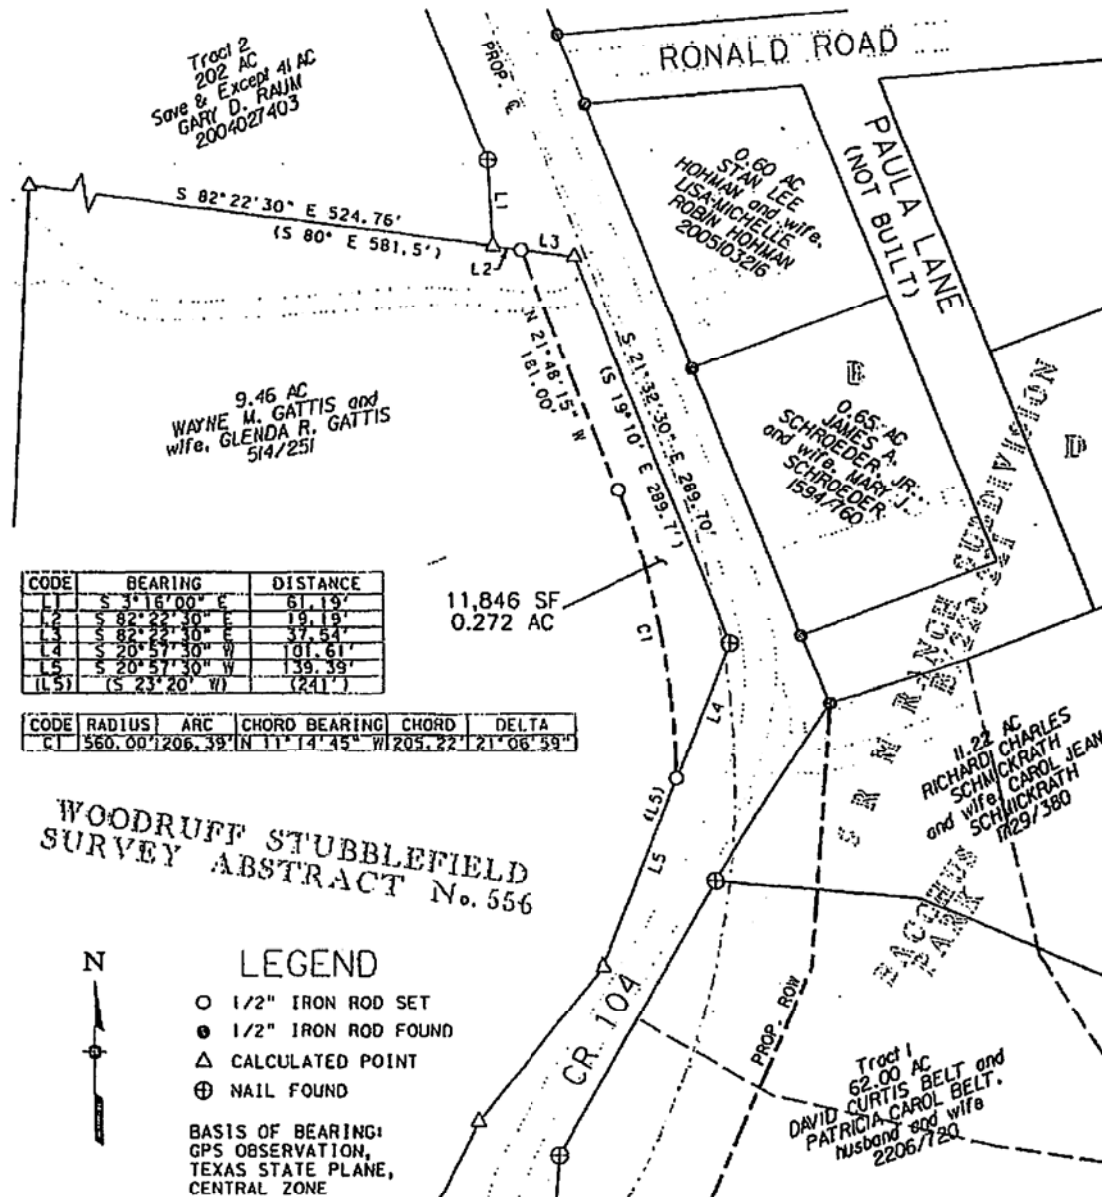 Tract 2
202 AC
Save & Except 41 AC
GARY D. RAUM
2004027403
PROP. ℄
RONALD ROAD
PAULA LANE
(NOT BUILT)
0.60 AC
STAN LEE
HOHMAN and wife,
LISA-MICHELLE
ROBIN HOHMAN
2005103216
S 82°22'30" E 524.76'
(S 80° E 581.5')
L1
L2
L3
N 21°48'15" W
181.00'
S 21°32'30" E 289.70'
(S 19°10' E 289.7')
9.46 AC
WAYNE M. GATTIS and
wife, GLENDA R. GATTIS
514/251
E
0.65 AC
JAMES A.
SCHROEDER, JR.
and wife, MARY J.
SCHROEDER
1594/760
D
S R M RANCH SUBDIVISION
CODE BEARING DISTANCE
L1 S 3°16'00" E 61.19'
L2 S 82°22'30" E 19.19'
L3 S 82°22'30" E 37.54'
L4 S 20°57'30" W 101.61'
L5 S 20°57'30" W 139.39'
(L5) (S 23°20' W) (241')
11,846 SF
0.272 AC
C1
L4
CODE RADIUS ARC CHORD BEARING CHORD DELTA
C1 560.00' 206.39' N 11°14'45" W 205.22' 21°06'59"
(L5)
L5
11.22 AC
RICHARD CHARLES
SCHMICKRATH
and wife, CAROL JEAN
SCHMICKRATH
1729/380
WOODRUFF STUBBLEFIELD
SURVEY ABSTRACT No. 556
BACCHUS
PARK
N
LEGEND
1/2" IRON ROD SET
1/2" IRON ROD FOUND
CALCULATED POINT
NAIL FOUND
CR 104
PROP. ROW
Tract 1
62.00 AC
DAVID CURTIS BELT and
PATRICIA CAROL BELT,
husband and wife
2206/720
BASIS OF BEARING:
GPS OBSERVATION,
TEXAS STATE PLANE,
CENTRAL ZONE